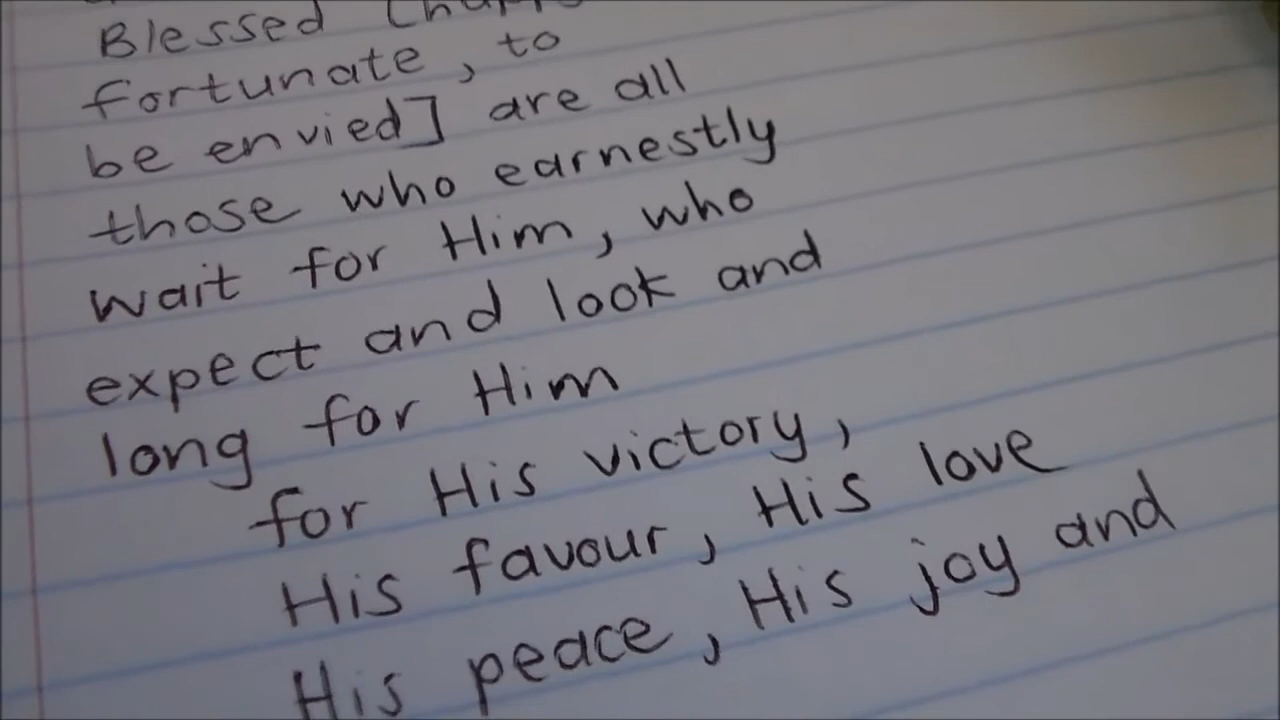 Blessed
fortunate, to
be envied] are all
those who earnestly
wait for Him, who
expect and look and
long for Him
for His victory,
His favour, His love
His peace, His joy and